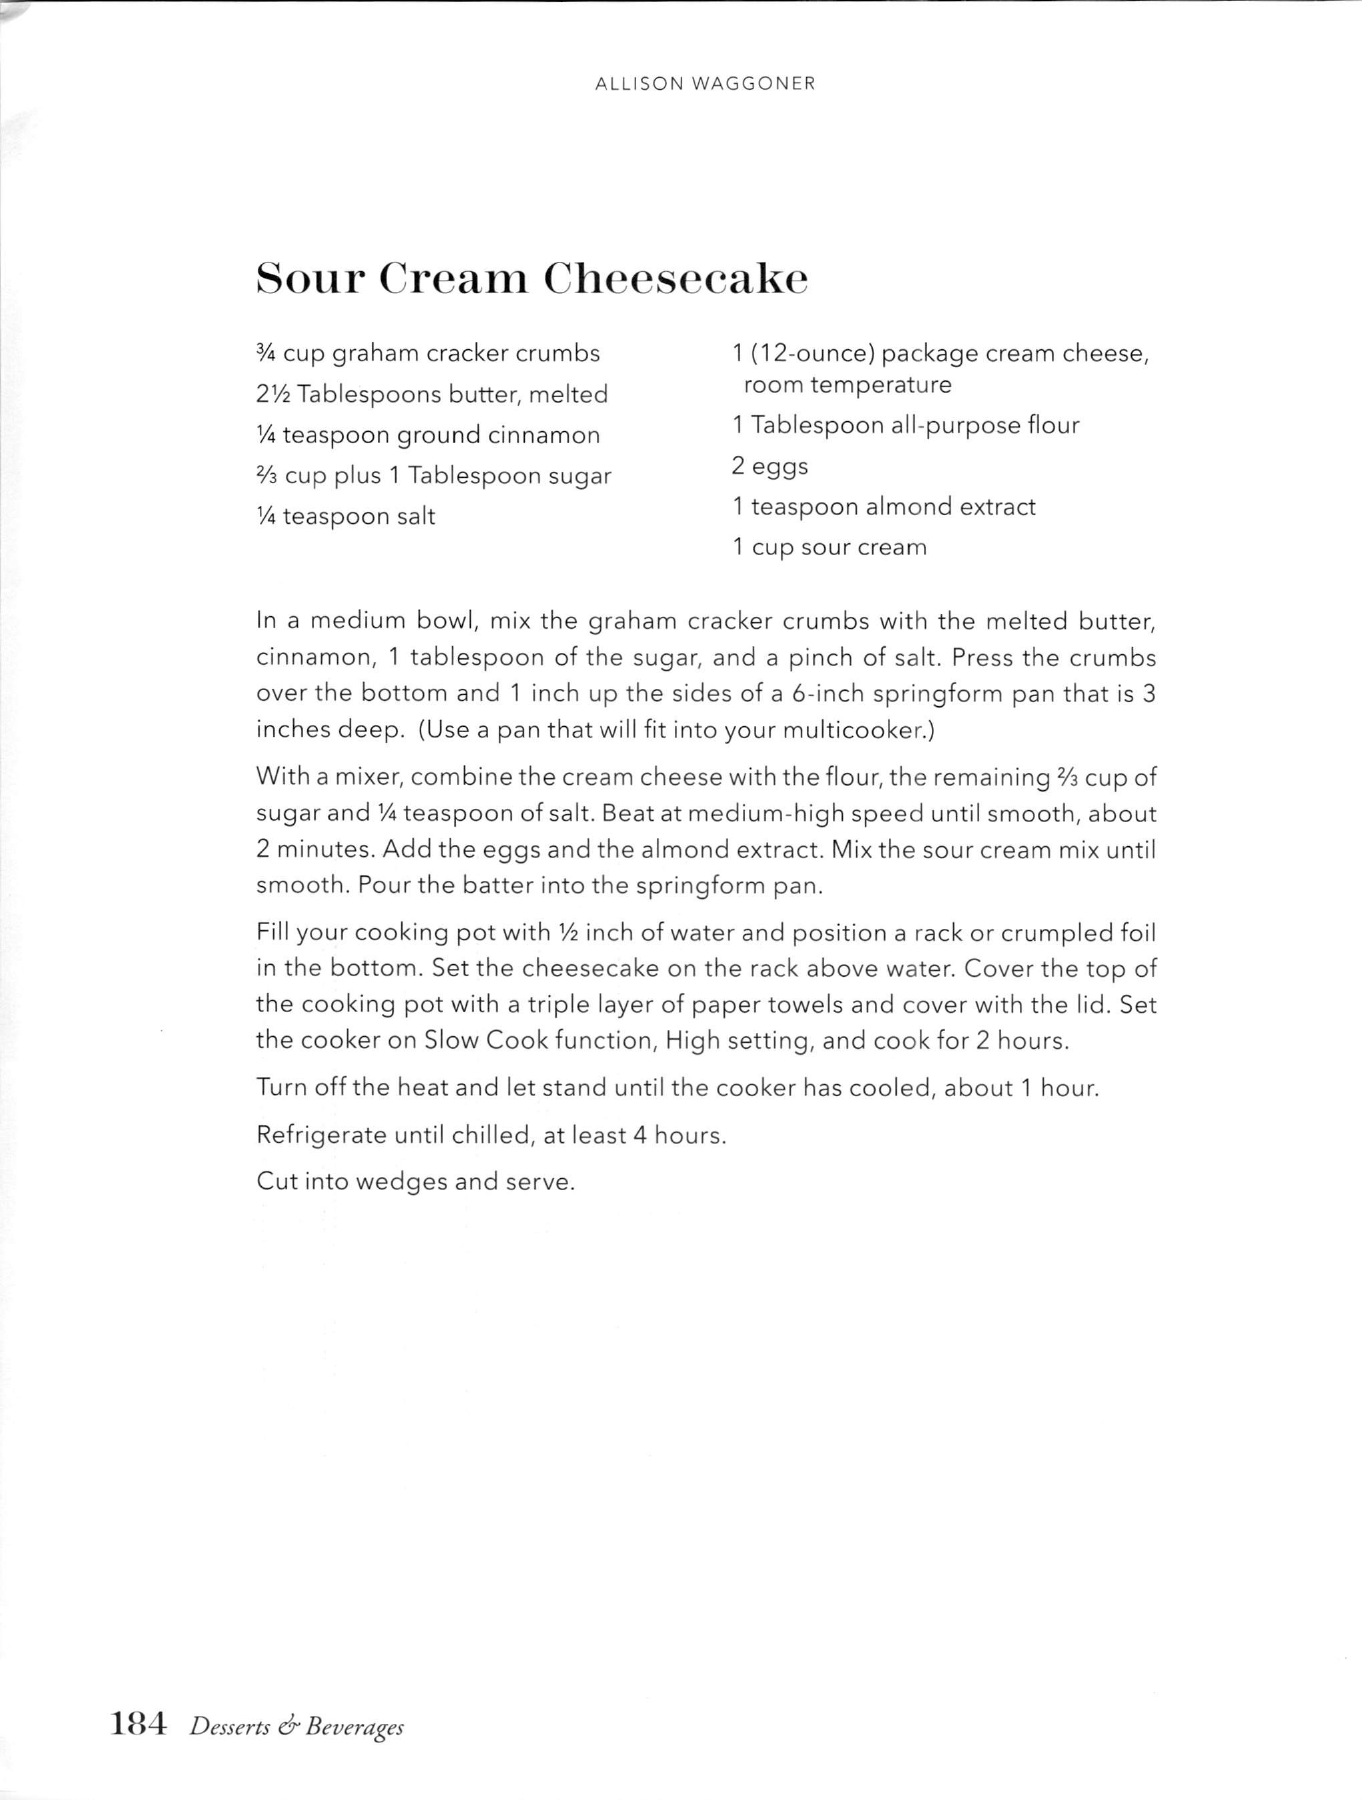 ALLISON WAGGONER
Sour Cream Cheesecake
¾ cup graham cracker crumbs
2½ Tablespoons butter, melted
¼ teaspoon ground cinnamon
⅔ cup plus 1 Tablespoon sugar
¼ teaspoon salt
1 (12-ounce) package cream cheese,
room temperature
1 Tablespoon all-purpose flour
2 eggs
1 teaspoon almond extract
1 cup sour cream
In a medium bowl, mix the graham cracker crumbs with the melted butter,
cinnamon, 1 tablespoon of the sugar, and a pinch of salt. Press the crumbs
over the bottom and 1 inch up the sides of a 6-inch springform pan that is 3
inches deep. (Use a pan that will fit into your multicooker.)
With a mixer, combine the cream cheese with the flour, the remaining ⅔ cup of
sugar and ¼ teaspoon of salt. Beat at medium-high speed until smooth, about
2 minutes. Add the eggs and the almond extract. Mix the sour cream mix until
smooth. Pour the batter into the springform pan.
Fill your cooking pot with ½ inch of water and position a rack or crumpled foil
in the bottom. Set the cheesecake on the rack above water. Cover the top of
the cooking pot with a triple layer of paper towels and cover with the lid. Set
the cooker on Slow Cook function, High setting, and cook for 2 hours.
Turn off the heat and let stand until the cooker has cooled, about 1 hour.
Refrigerate until chilled, at least 4 hours.
Cut into wedges and serve.
184 Desserts & Beverages